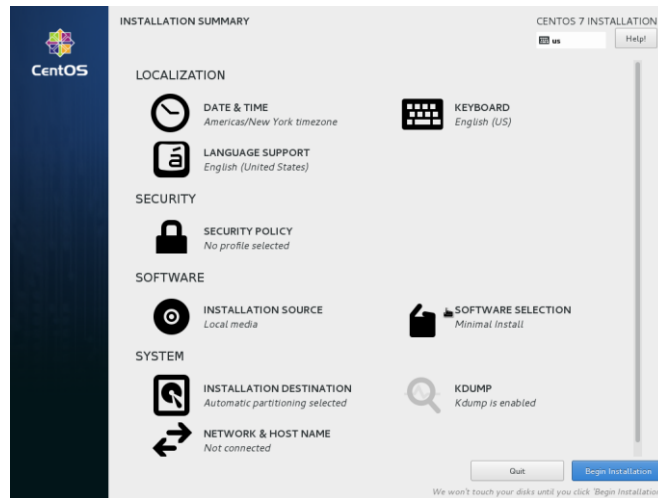 INSTALLATION SUMMARY
CENTOS 7 INSTALLATION
us
Help!
CentOS
LOCALIZATION
DATE & TIME
Americas/New York timezone
KEYBOARD
English (US)
á
LANGUAGE SUPPORT
English (United States)
SECURITY
SECURITY POLICY
No profile selected
SOFTWARE
INSTALLATION SOURCE
Local media
SOFTWARE SELECTION
Minimal Install
SYSTEM
INSTALLATION DESTINATION
Automatic partitioning selected
KDUMP
Kdump is enabled
NETWORK & HOST NAME
Not connected
Quit
Begin Installation
We won't touch your disks until you click 'Begin Installation